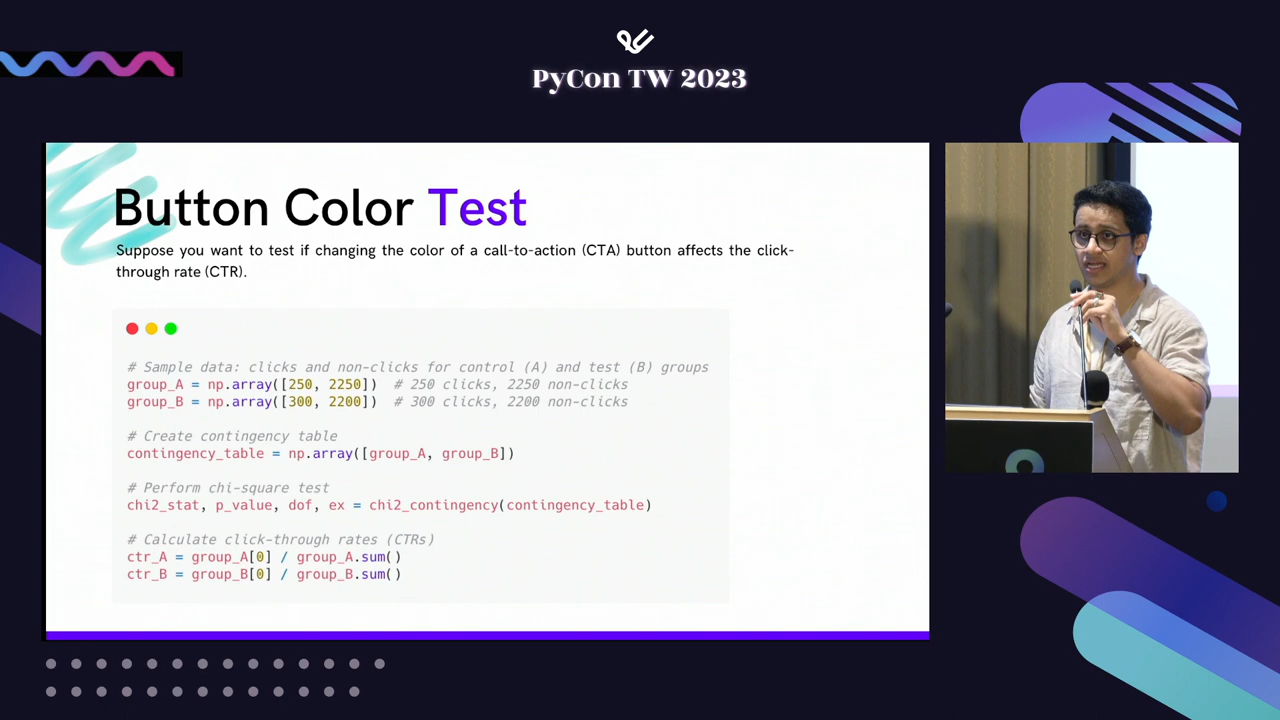 PyCon TW 2023
Button Color Test
Suppose you want to test if changing the color of a call-to-action (CTA) button affects the click-
through rate (CTR).
# Sample data: clicks and non-clicks for control (A) and test (B) groups
group_A = np.array([250, 2250])  # 250 clicks, 2250 non-clicks
group_B = np.array([300, 2200])  # 300 clicks, 2200 non-clicks
# Create contingency table
contingency_table = np.array([group_A, group_B])
# Perform chi-square test
chi2_stat, p_value, dof, ex = chi2_contingency(contingency_table)
# Calculate click-through rates (CTRs)
ctr_A = group_A[0] / group_A.sum()
ctr_B = group_B[0] / group_B.sum()